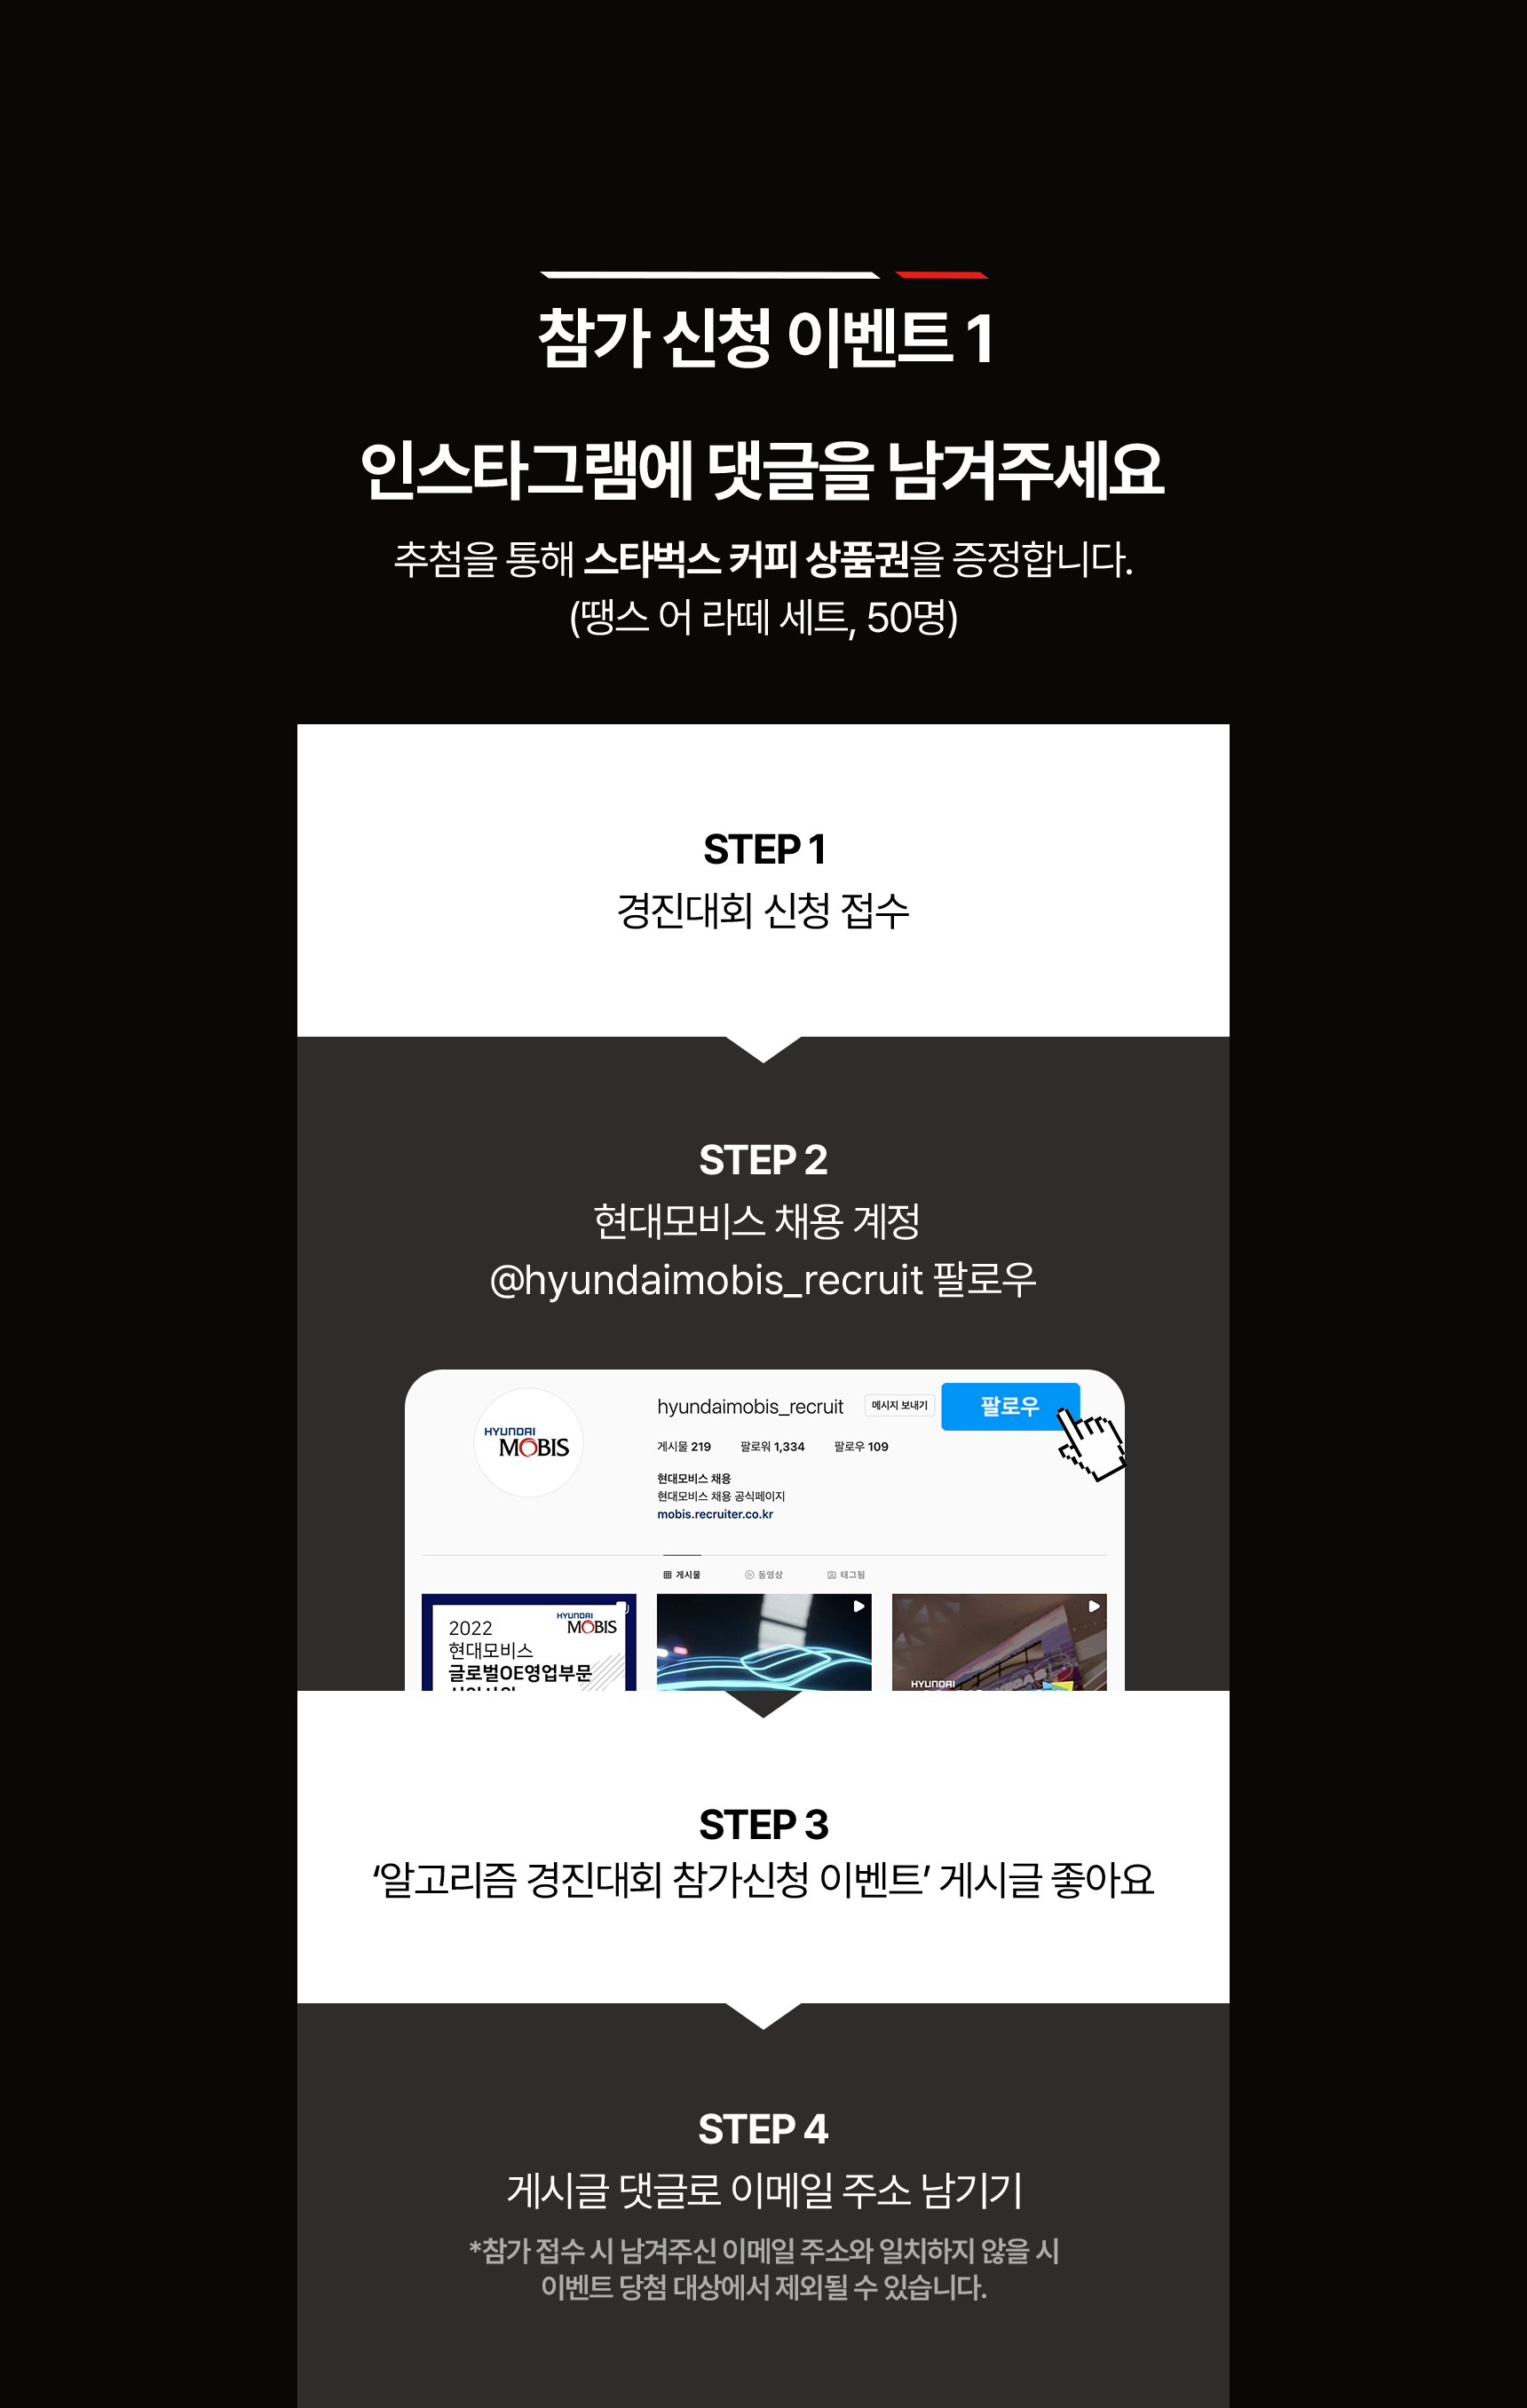 참가 신청 이벤트 1
인스타그램에 댓글을 남겨주세요
추첨을 통해 스타벅스 커피 상품권을 증정합니다.
(땡스 어 라떼 세트, 50명)
STEP 1
경진대회 신청 접수
STEP 2
현대모비스 채용 계정
@hyundaimobis_recruit 팔로우
HYUNDAI
MOBIS
hyundaimobis_recruit 메시지 보내기 팔로우
게시물 219 팔로워 1,334 팔로우 109
현대모비스 채용
현대모비스 채용 공식페이지
mobis.recruiter.co.kr
게시물 동영상 태그됨
HYUNDAI
MOBIS
2022
현대모비스
글로벌OE영업부문
HYUNDAI
STEP 3
‘알고리즘 경진대회 참가신청 이벤트’ 게시글 좋아요
STEP 4
게시글 댓글로 이메일 주소 남기기
*참가 접수 시 남겨주신 이메일 주소와 일치하지 않을 시
이벤트 당첨 대상에서 제외될 수 있습니다.